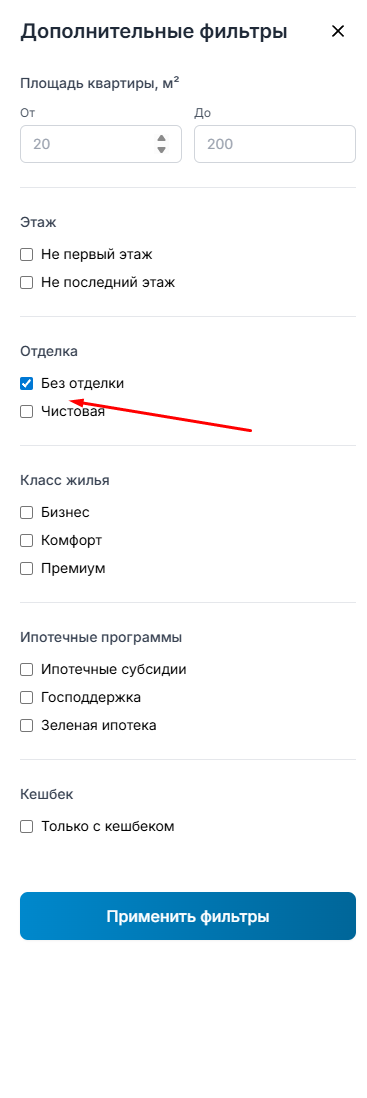 Дополнительные фильтры
Площадь квартиры, м²
От До
20 200
Этаж
Не первый этаж
Не последний этаж
Отделка
Без отделки
Чистовая
Класс жилья
Бизнес
Комфорт
Премиум
Ипотечные программы
Ипотечные субсидии
Господдержка
Зеленая ипотека
Кешбек
Только с кешбеком
Применить фильтры